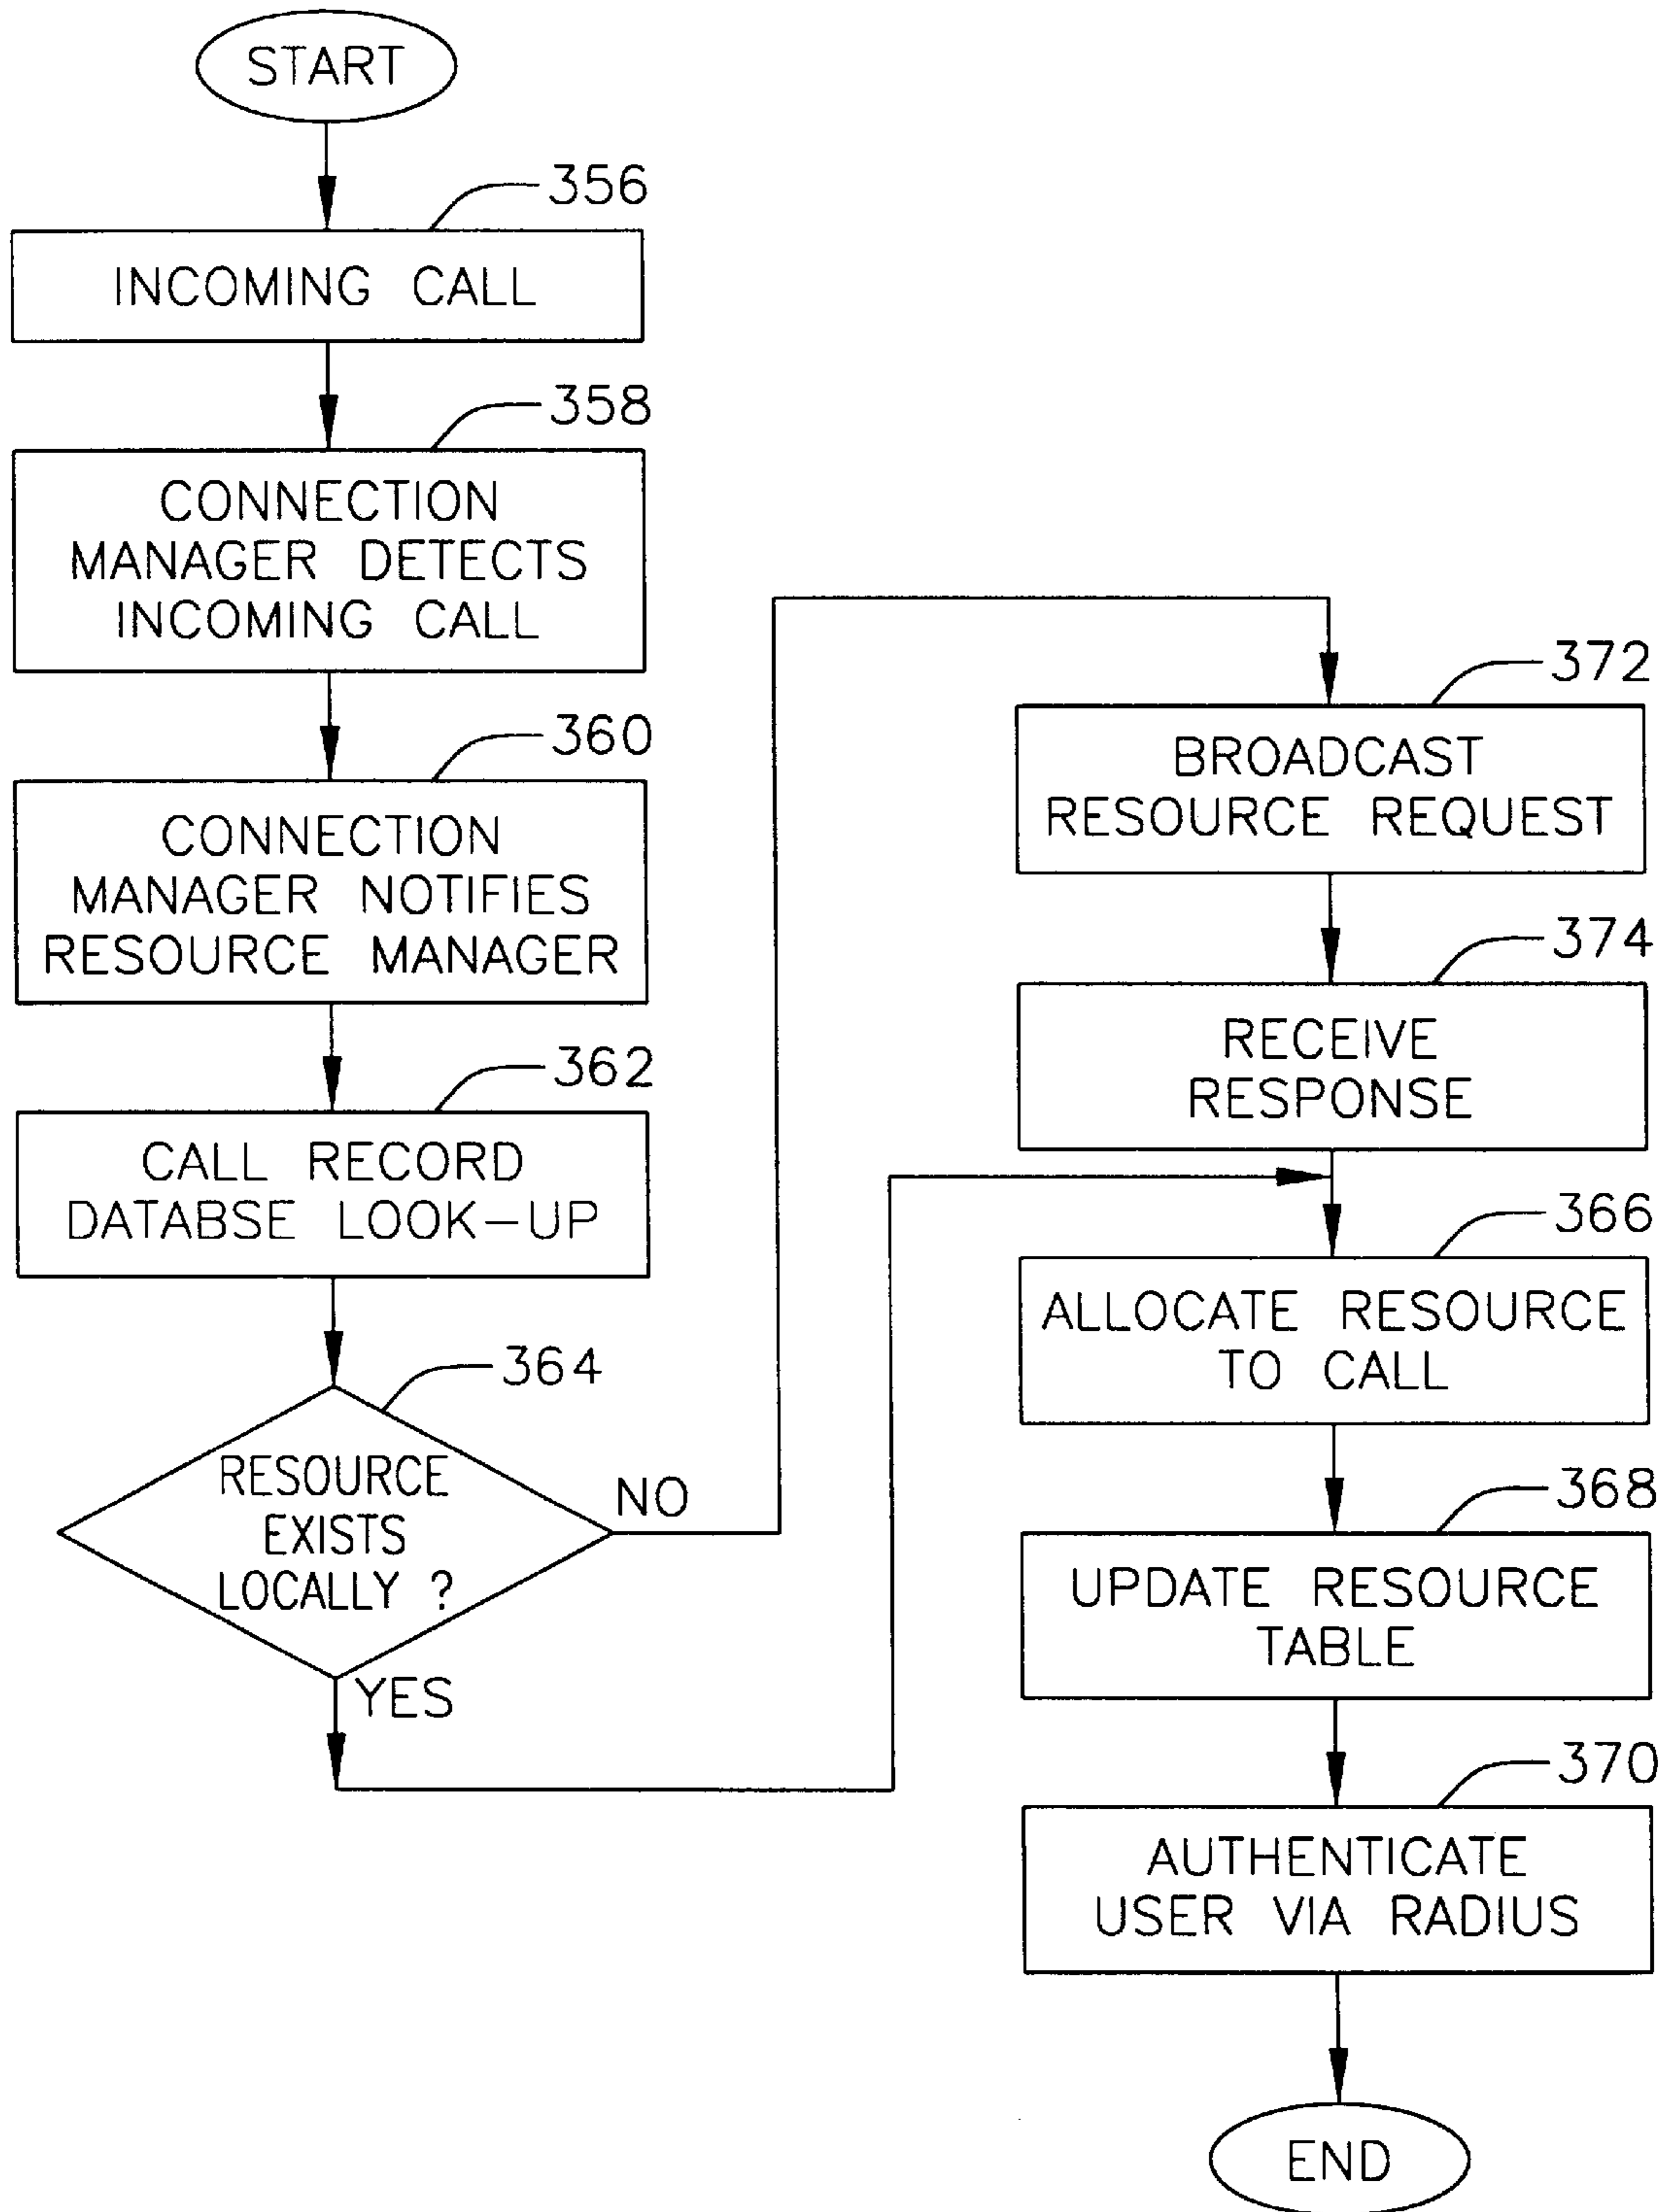 START
356
INCOMING CALL
358
CONNECTION
MANAGER DETECTS
INCOMING CALL
360
CONNECTION
MANAGER NOTIFIES
RESOURCE MANAGER
362
CALL RECORD
DATABSE LOOK-UP
364
RESOURCE
EXISTS
LOCALLY ?
NO
YES
372
BROADCAST
RESOURCE REQUEST
374
RECEIVE
RESPONSE
366
ALLOCATE RESOURCE
TO CALL
368
UPDATE RESOURCE
TABLE
370
AUTHENTICATE
USER VIA RADIUS
END